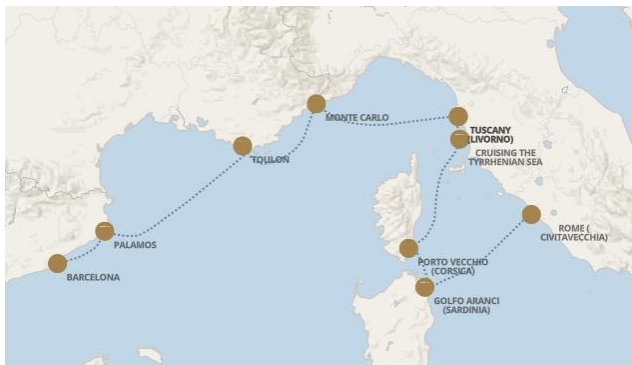 MONTE CARLO
TUSCANY
(LIVORNO)
CRUISING THE
TYRRHENIAN SEA
TOULON
ROME (
CIVITAVECCHIA)
PALAMOS
PORTO VECCHIO
(CORSICA)
BARCELONA
GOLFO ARANCI
(SARDINIA)